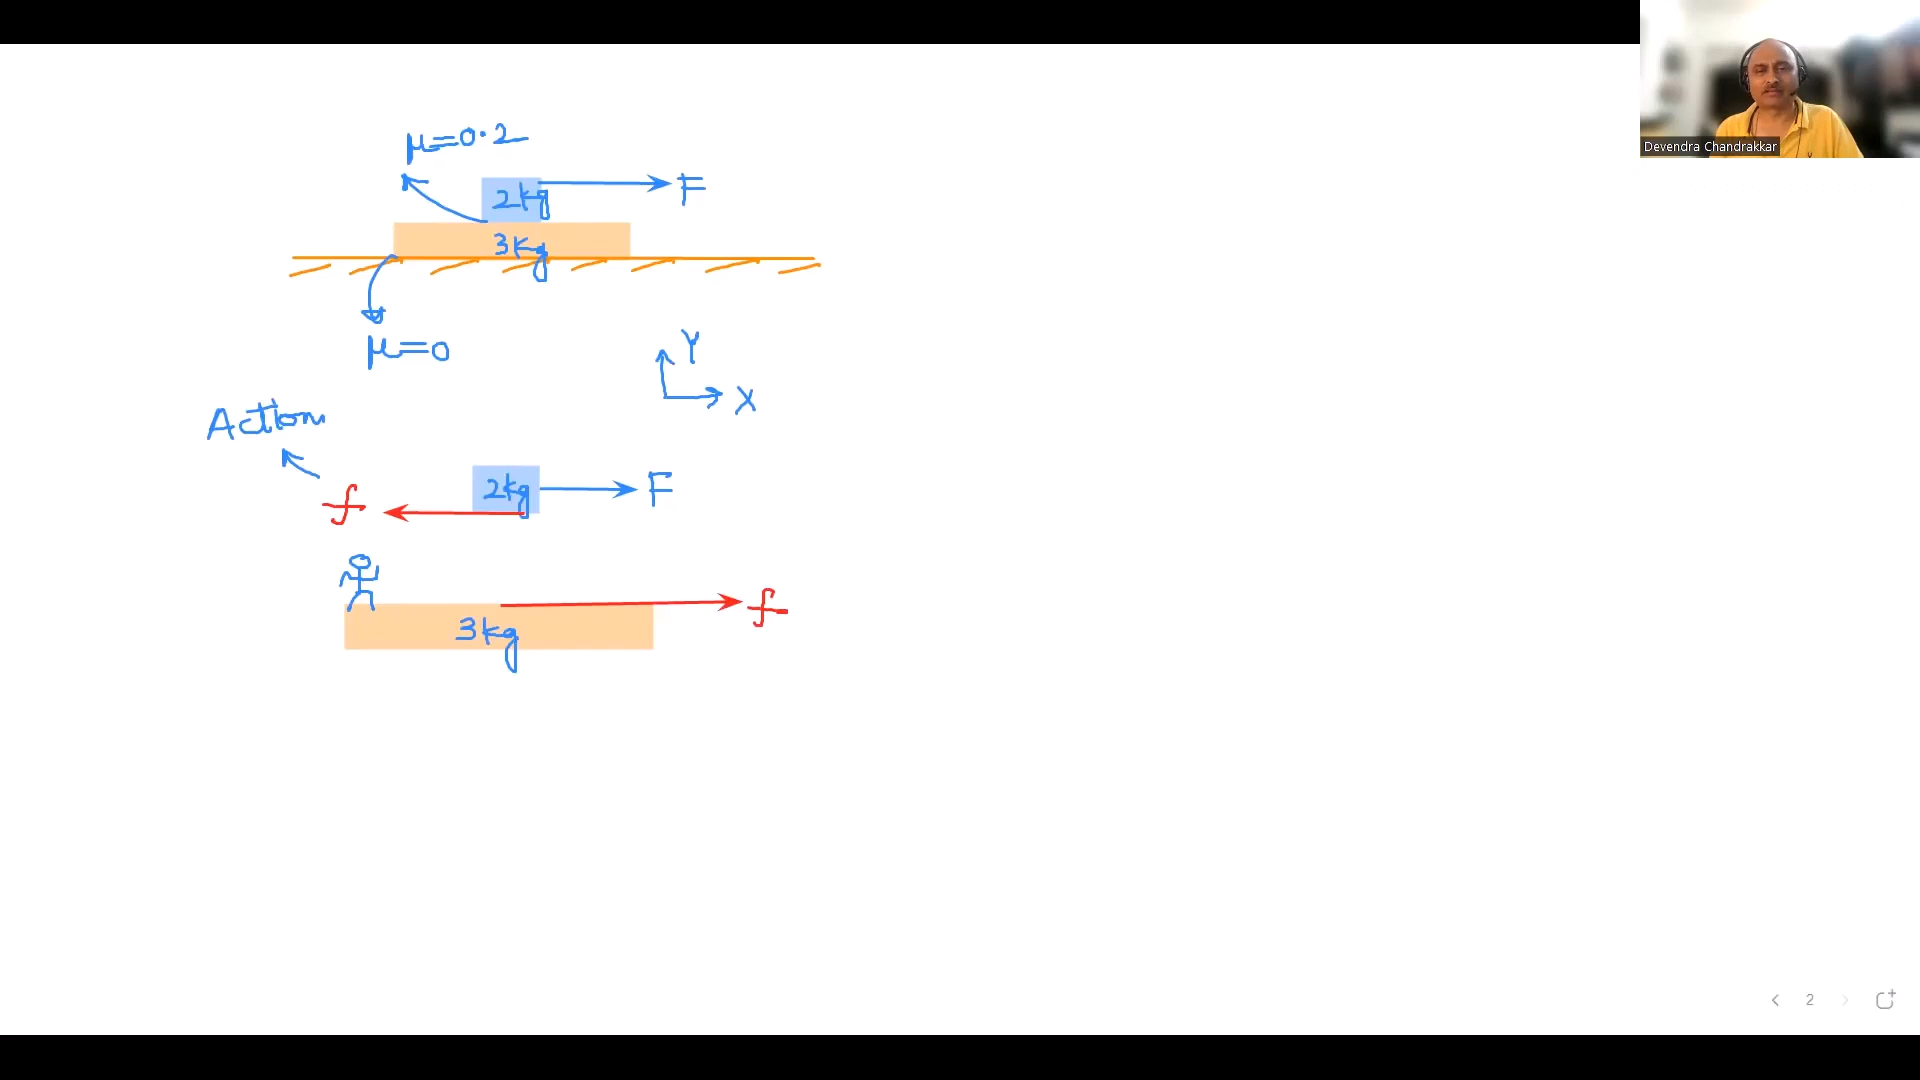 Devendra Chandrakkar
μ=0.2
2kg
F
3kg
μ=0
Y
X
Action
2kg
F
f
f
3kg
2